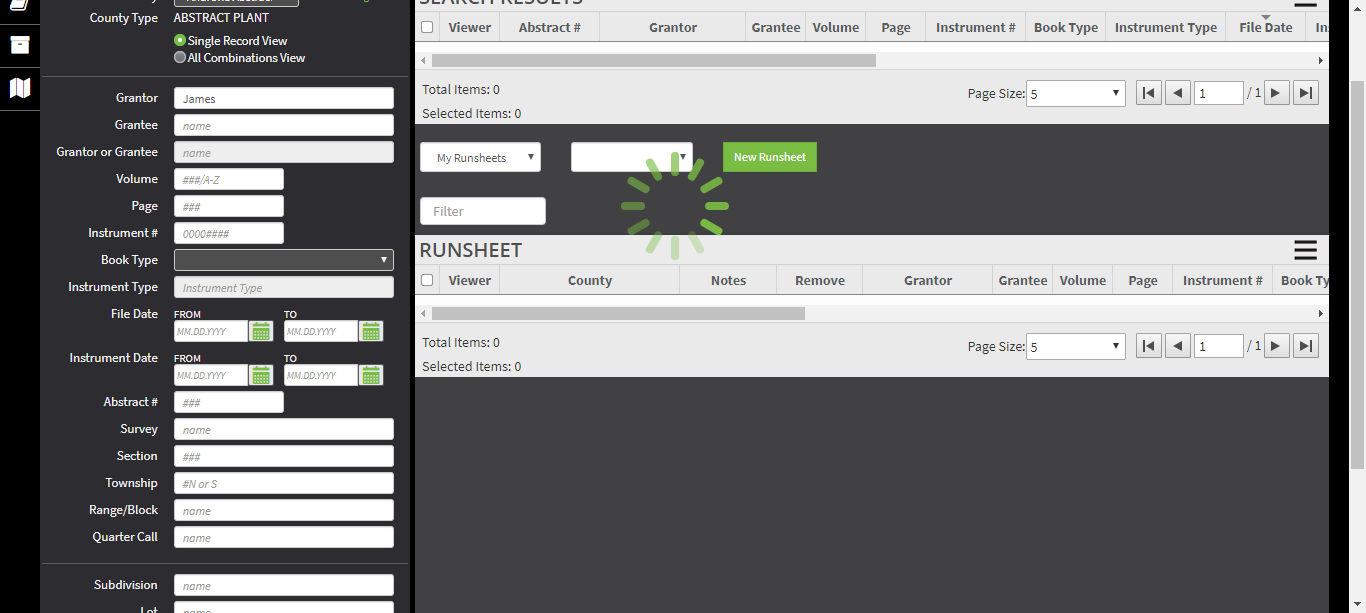 County Type ABSTRACT PLANT
Single Record View
All Combinations View
Grantor James
Grantee name
Grantor or Grantee name
Volume ###/A-Z
Page ###
Instrument # 0000####
Book Type
Instrument Type Instrument Type
File Date FROM TO
MM.DD.YYYY MM.DD.YYYY
Instrument Date FROM TO
MM.DD.YYYY MM.DD.YYYY
Abstract # ###
Survey name
Section ###
Township #N or S
Range/Block name
Quarter Call name
Subdivision name
Lot name
SEARCH RESULTS
Viewer Abstract # Grantor Grantee Volume Page Instrument # Book Type Instrument Type File Date In
Total Items: 0
Page Size: 5 1 / 1
Selected Items: 0
My Runsheets New Runsheet
Filter
RUNSHEET
Viewer County Notes Remove Grantor Grantee Volume Page Instrument # Book Ty
Total Items: 0
Page Size: 5 1 / 1
Selected Items: 0